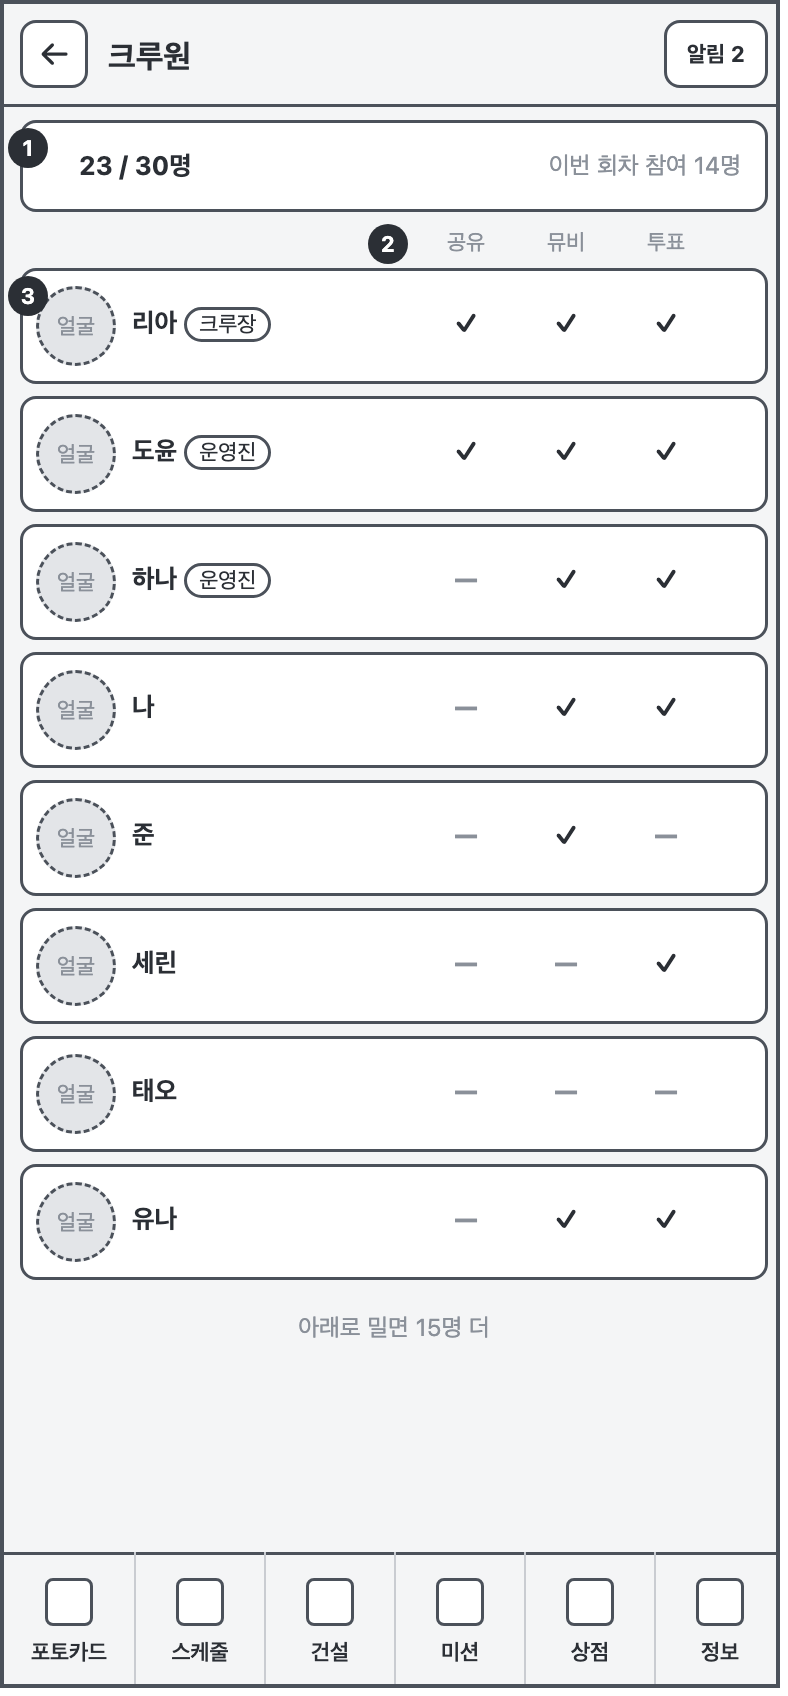 크루원
알림 2
1
23 / 30명
이번 회차 참여 14명
2
공유 뮤비 투표
3
얼굴 리아 크루장 ✓ ✓ ✓
얼굴 도윤 운영진 ✓ ✓ ✓
얼굴 하나 운영진 – ✓ ✓
얼굴 나 – ✓ ✓
얼굴 준 – ✓ –
얼굴 세린 – – ✓
얼굴 태오 – – –
얼굴 유나 – ✓ ✓
아래로 밀면 15명 더
포토카드 스케줄 건설 미션 상점 정보